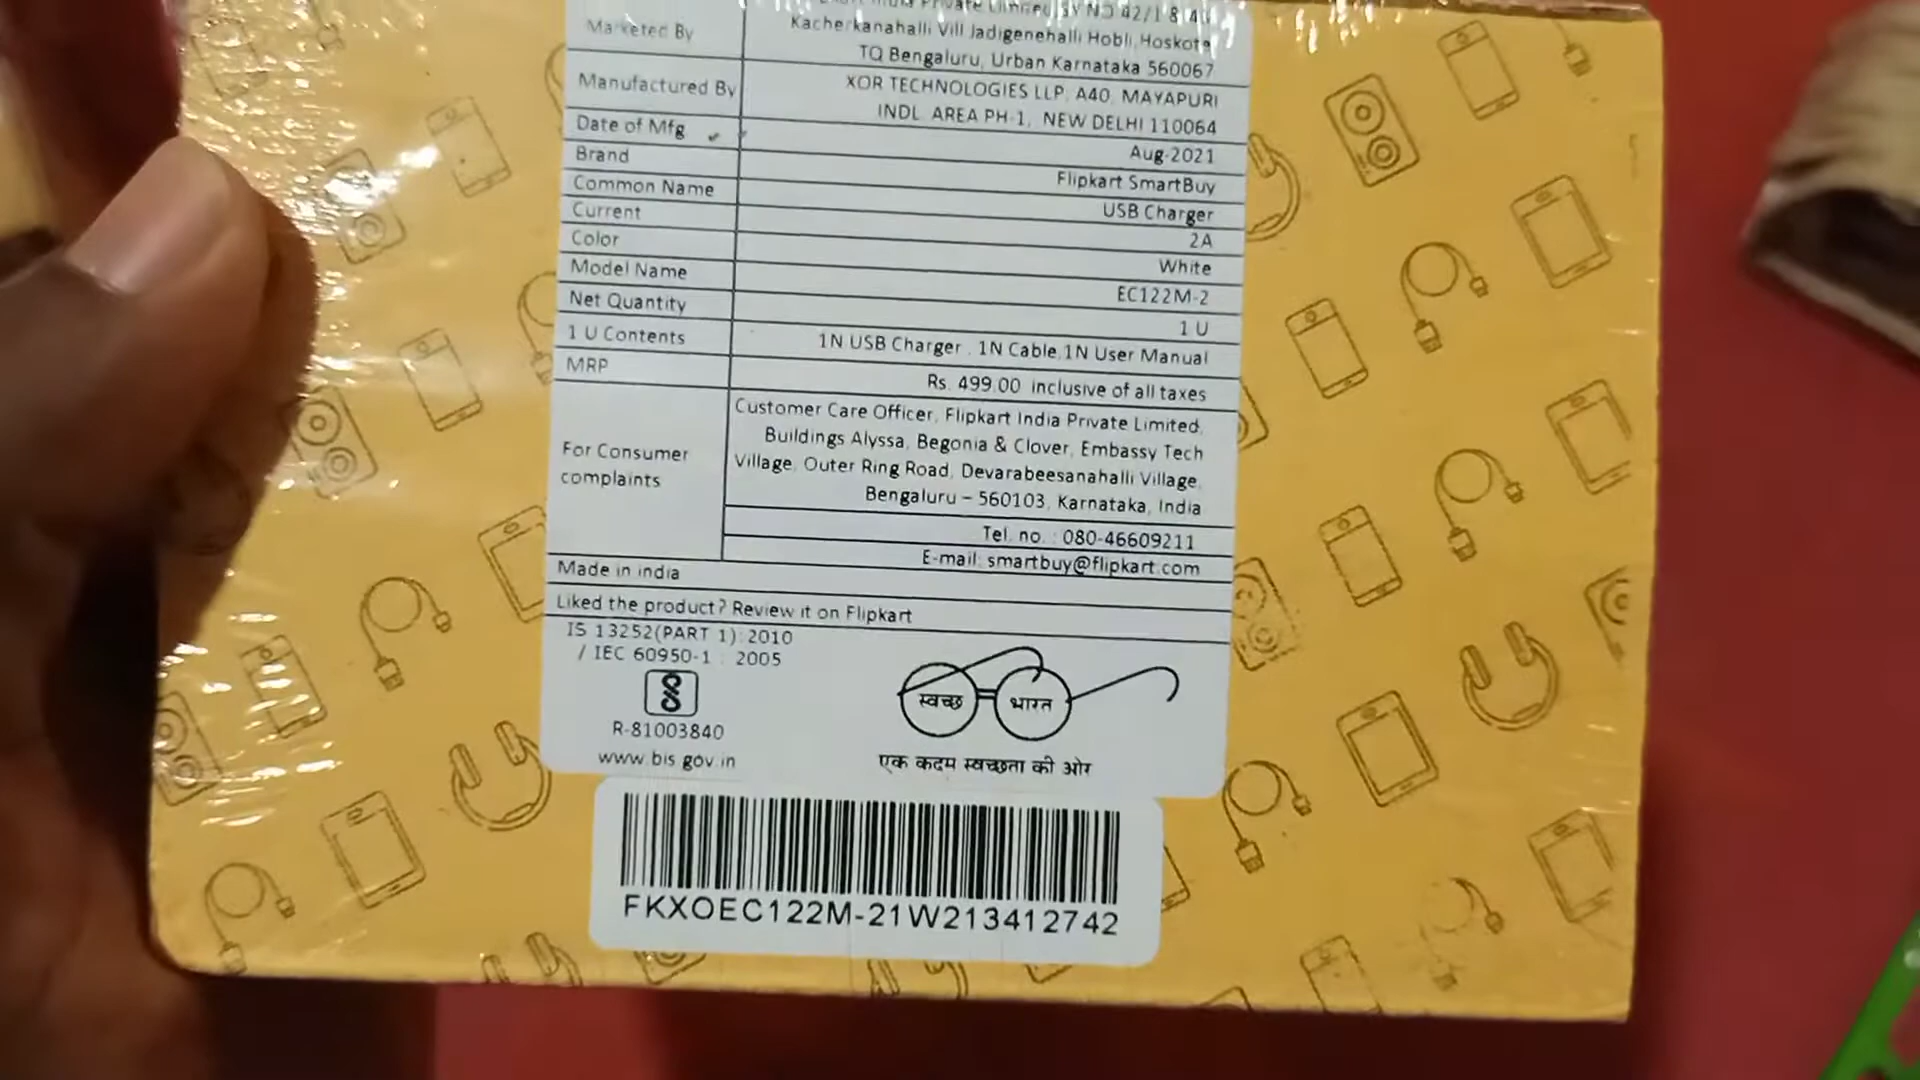 Private Limited, SY NO 42/1 & 43
Marketed By
Kacherkanahalli Vill Jadigenehalli Hobli, Hoskote
TQ Bengaluru, Urban Karnataka 560067
Manufactured By
XOR TECHNOLOGIES LLP, A40, MAYAPURI
INDL AREA PH-1, NEW DELHI 110064
Date of Mfg Aug-2021
Brand Flipkart SmartBuy
Common Name USB Charger
Current 2A
Color White
Model Name EC122M-2
Net Quantity 1 U
1 U Contents 1N USB Charger , 1N Cable,1N User Manual
MRP Rs. 499.00 inclusive of all taxes
For Consumer complaints
Customer Care Officer, Flipkart India Private Limited,
Buildings Alyssa, Begonia & Clover, Embassy Tech
Village, Outer Ring Road, Devarabeesanahalli Village,
Bengaluru – 560103, Karnataka, India
Tel. no. : 080-46609211
E-mail: smartbuy@flipkart.com
Made in india
Liked the product? Review it on Flipkart
IS 13252(PART 1):2010
/ IEC 60950-1 : 2005
R-81003840
www.bis.gov.in
स्वच्छ भारत
एक कदम स्वच्छता की ओर
FKXOEC122M-21W213412742